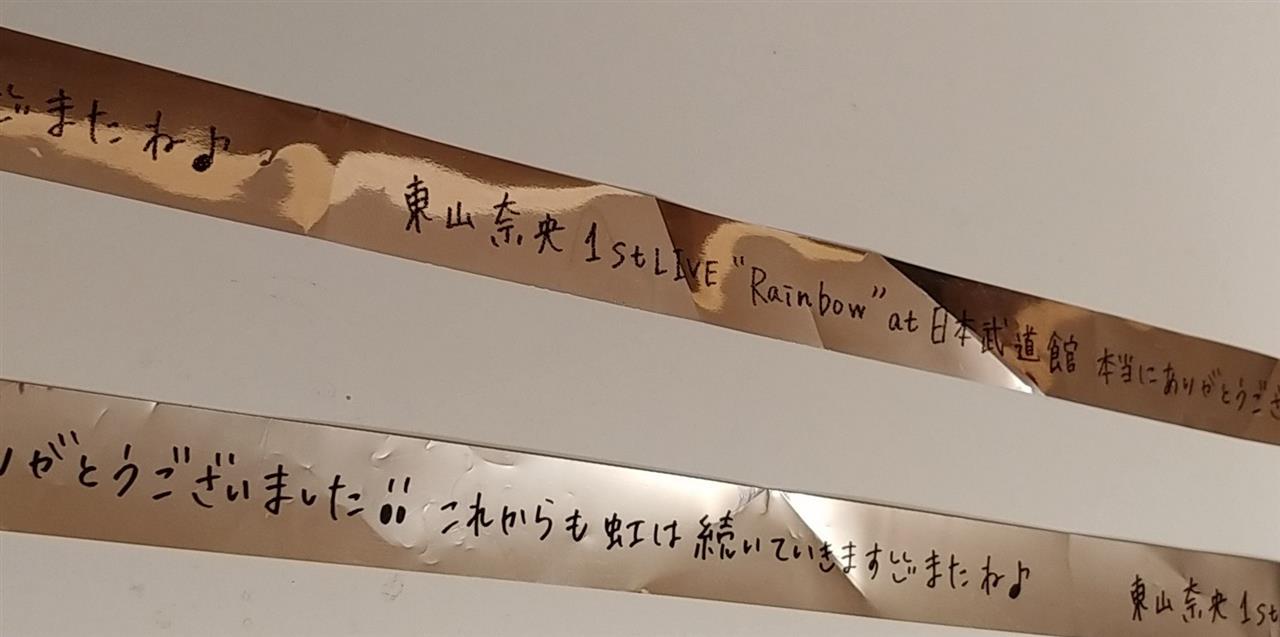 またね♪ 東山奈央 1st LIVE "Rainbow" at 日本武道館 本当にありがとうござ
りがとうございました!! これからも虹は続いていきます またね♪ 東山奈央 1st